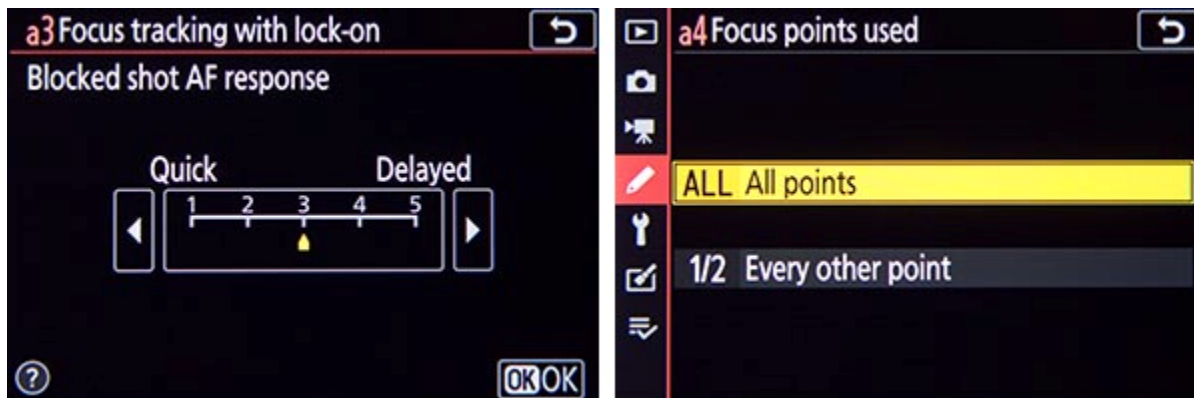 a3 Focus tracking with lock-on
Blocked shot AF response
Quick Delayed
1 2 3 4 5
? OK OK
a4 Focus points used
ALL All points
1/2 Every other point